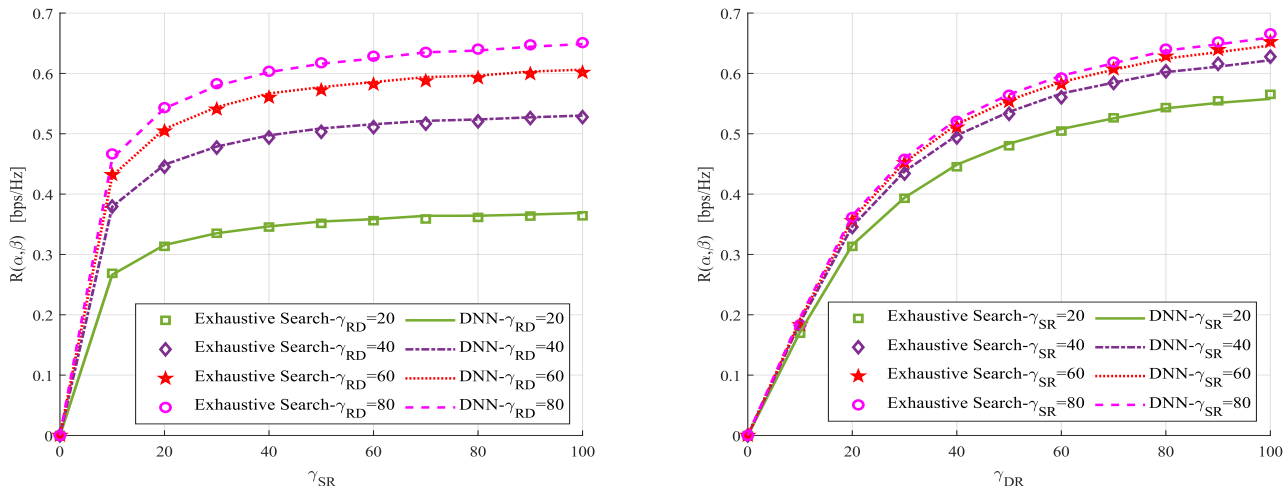 0.7
0.6
0.5
0.4
0.3
0.2
0.1
0
R(α,β) [bps/Hz]
0 20 40 60 80 100
γSR
Exhaustive Search-γRD=20 DNN-γRD=20
Exhaustive Search-γRD=40 DNN-γRD=40
Exhaustive Search-γRD=60 DNN-γRD=60
Exhaustive Search-γRD=80 DNN-γRD=80
0.7
0.6
0.5
0.4
0.3
0.2
0.1
0
R(α,β) [bps/Hz]
0 20 40 60 80 100
γDR
Exhaustive Search-γSR=20 DNN-γSR=20
Exhaustive Search-γSR=40 DNN-γSR=40
Exhaustive Search-γSR=60 DNN-γSR=60
Exhaustive Search-γSR=80 DNN-γSR=80